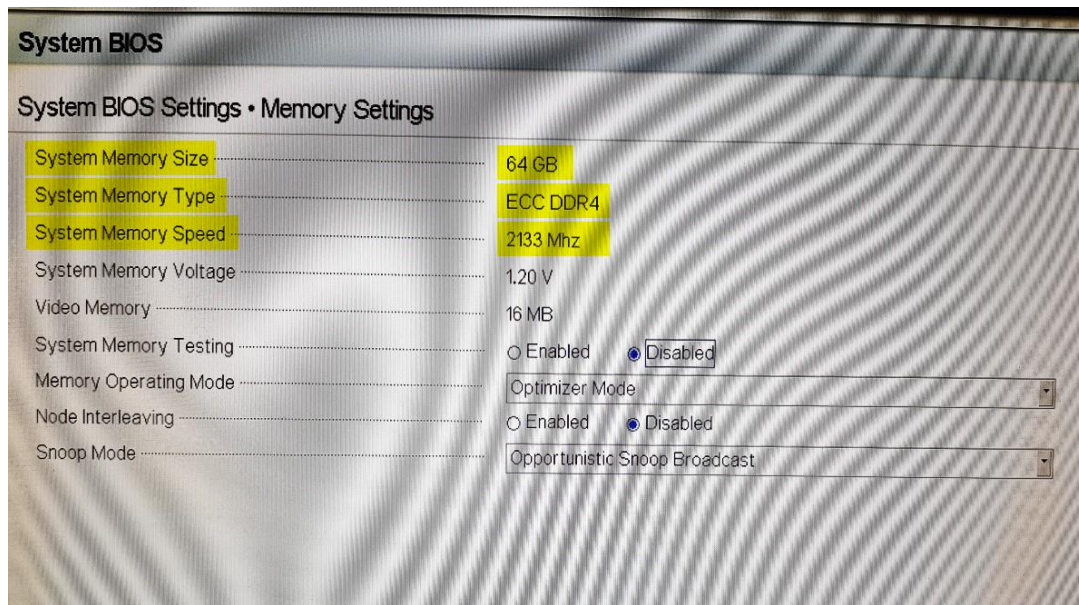 System BIOS
System BIOS Settings • Memory Settings
System Memory Size 64 GB
System Memory Type ECC DDR4
System Memory Speed 2133 Mhz
System Memory Voltage 1.20 V
Video Memory 16 MB
System Memory Testing Enabled Disabled
Memory Operating Mode Optimizer Mode
Node Interleaving Enabled Disabled
Snoop Mode Opportunistic Snoop Broadcast